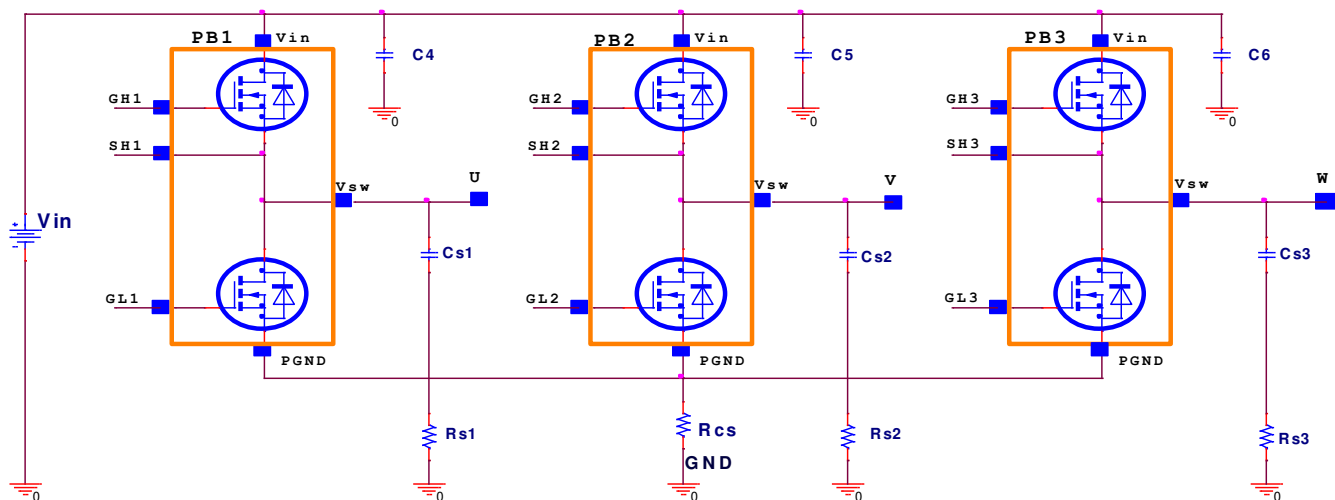 PB1 Vin C4 PB2 Vin C5 PB3 Vin C6
GH1 0 GH2 0 GH3 0
SH1 SH2 SH3
Vsw U Vsw V Vsw W
+ Vin -
Cs1 Cs2 Cs3
GL1 GL2 GL3
PGND PGND PGND
Rs1 Rcs Rs2 Rs3
GND
0 0 0 0 0